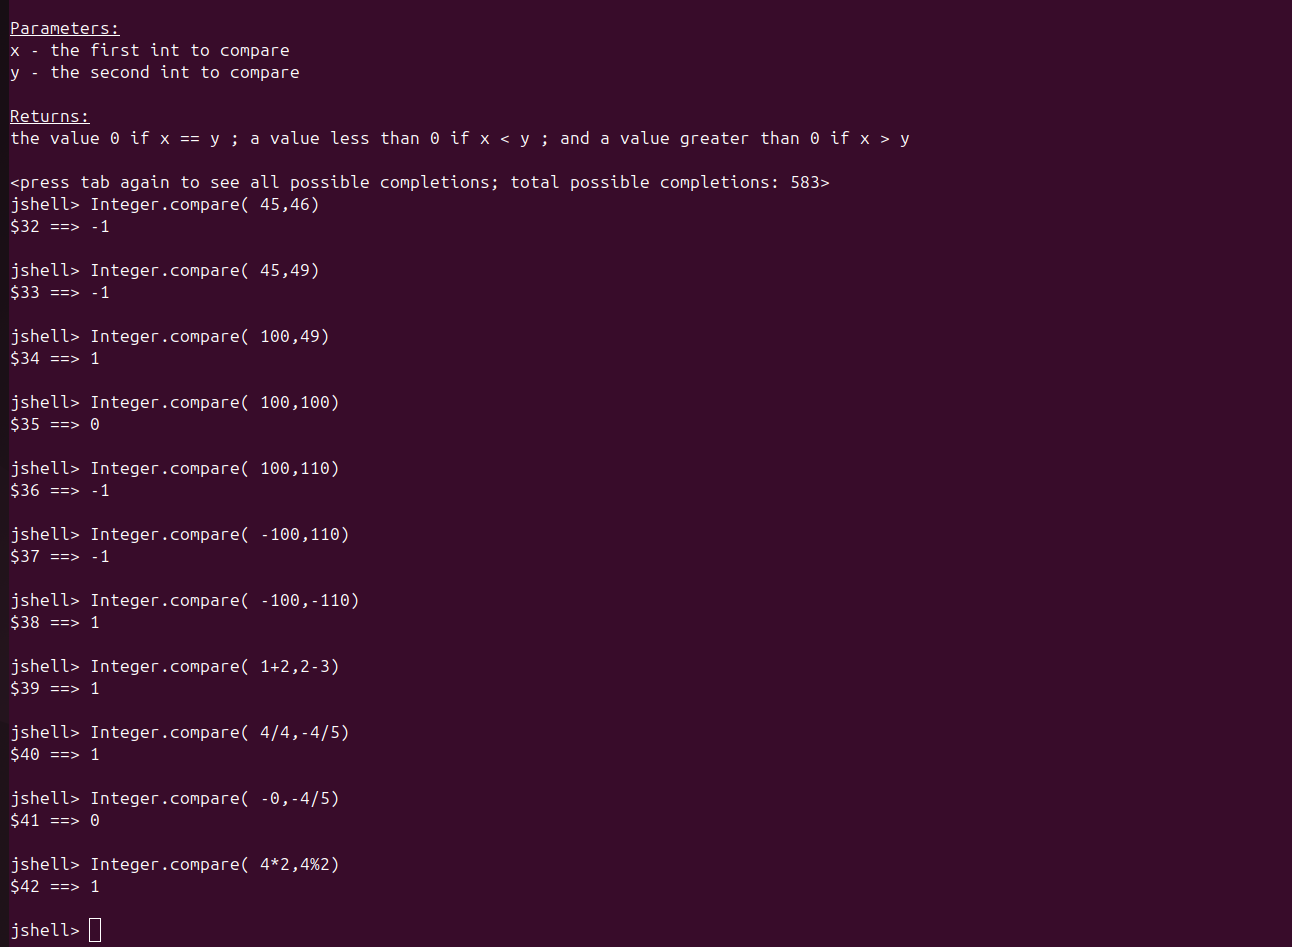 Parameters:
x - the first int to compare
y - the second int to compare
Returns:
the value 0 if x == y ; a value less than 0 if x < y ; and a value greater than 0 if x > y
<press tab again to see all possible completions; total possible completions: 583>
jshell> Integer.compare( 45,46)
$32 ==> -1
jshell> Integer.compare( 45,49)
$33 ==> -1
jshell> Integer.compare( 100,49)
$34 ==> 1
jshell> Integer.compare( 100,100)
$35 ==> 0
jshell> Integer.compare( 100,110)
$36 ==> -1
jshell> Integer.compare( -100,110)
$37 ==> -1
jshell> Integer.compare( -100,-110)
$38 ==> 1
jshell> Integer.compare( 1+2,2-3)
$39 ==> 1
jshell> Integer.compare( 4/4,-4/5)
$40 ==> 1
jshell> Integer.compare( -0,-4/5)
$41 ==> 0
jshell> Integer.compare( 4*2,4%2)
$42 ==> 1
jshell>